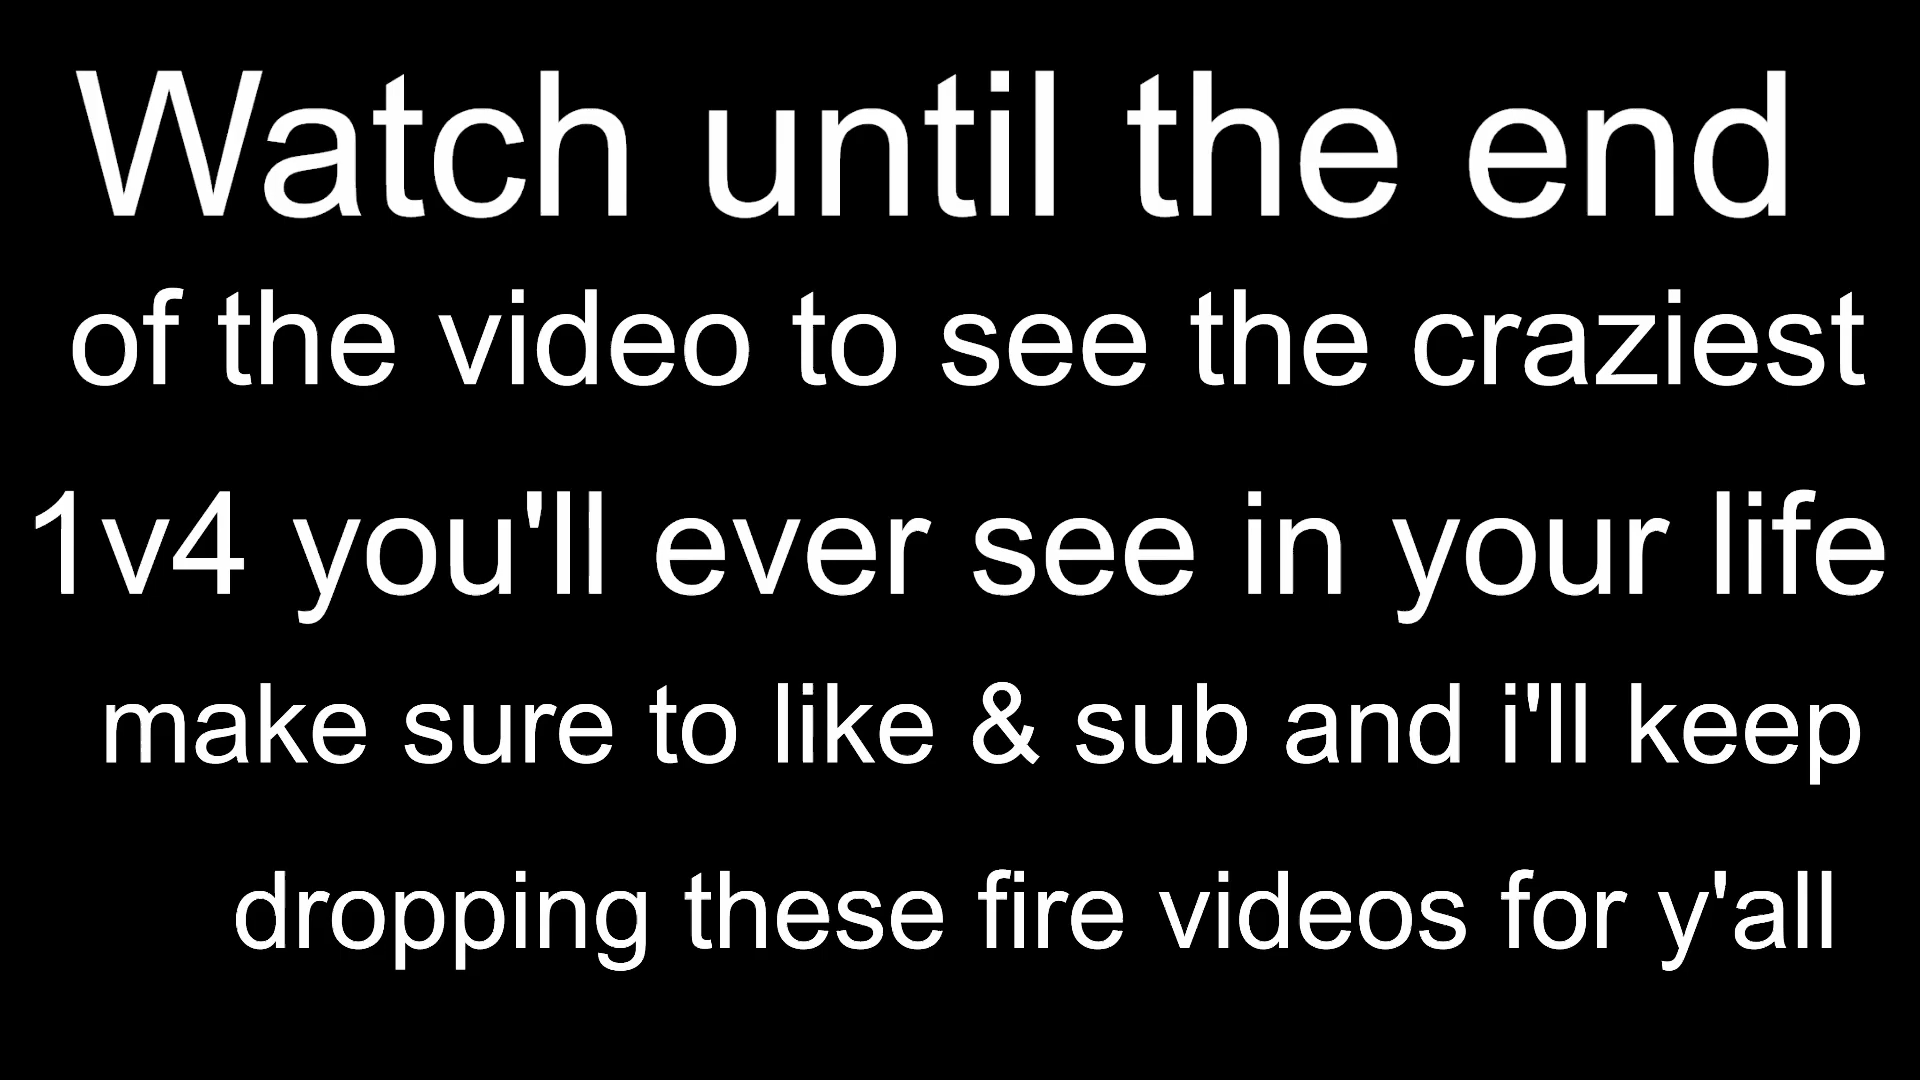 Watch until the end
of the video to see the craziest
1v4 you'll ever see in your life
make sure to like & sub and i'll keep
dropping these fire videos for y'all